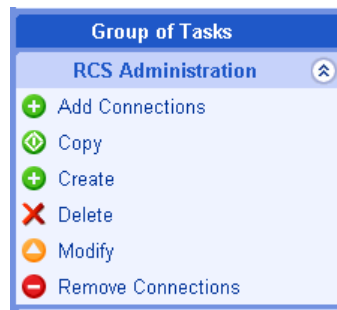 Group of Tasks
RCS Administration
Add Connections
Copy
Create
Delete
Modify
Remove Connections